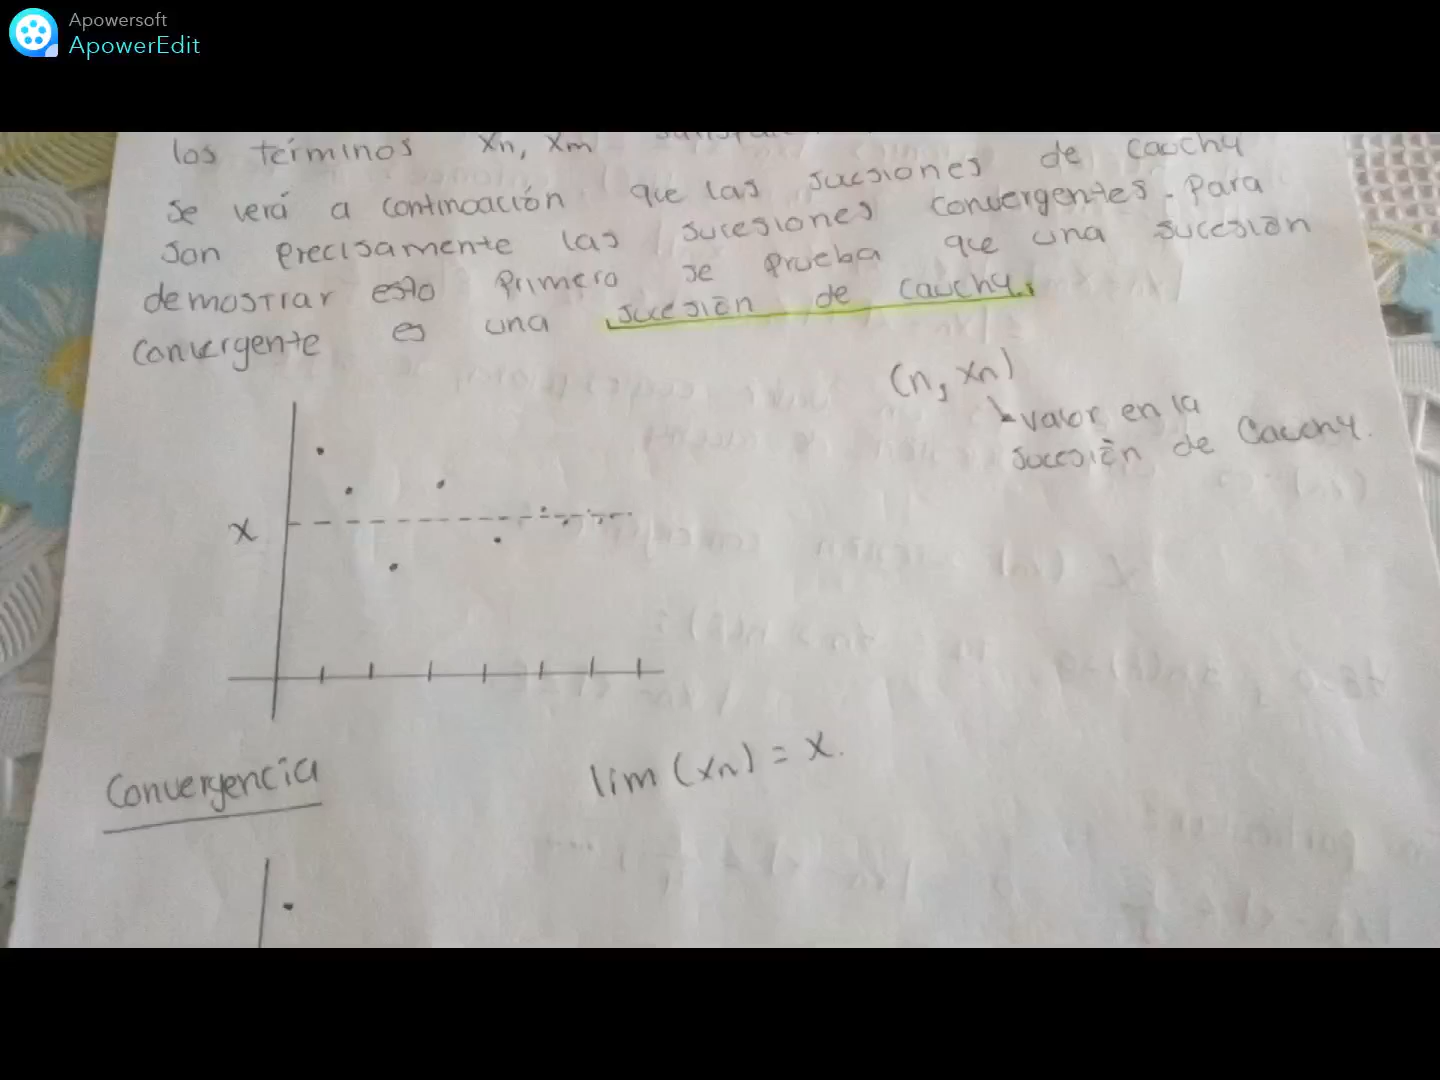 Apowersoft
ApowerEdit
los términos Xn, Xm
se verá a continuación que las sucsiones de Cauchy
son precisamente las sucesiones convergentes. Para
demostrar esto primero se prueba que una sucesión
convergente es una sucesión de Cauchy.
(n, xn)
valor en la
sucesión de Cauchy.
X
Convergencia
lim (xn) = x.